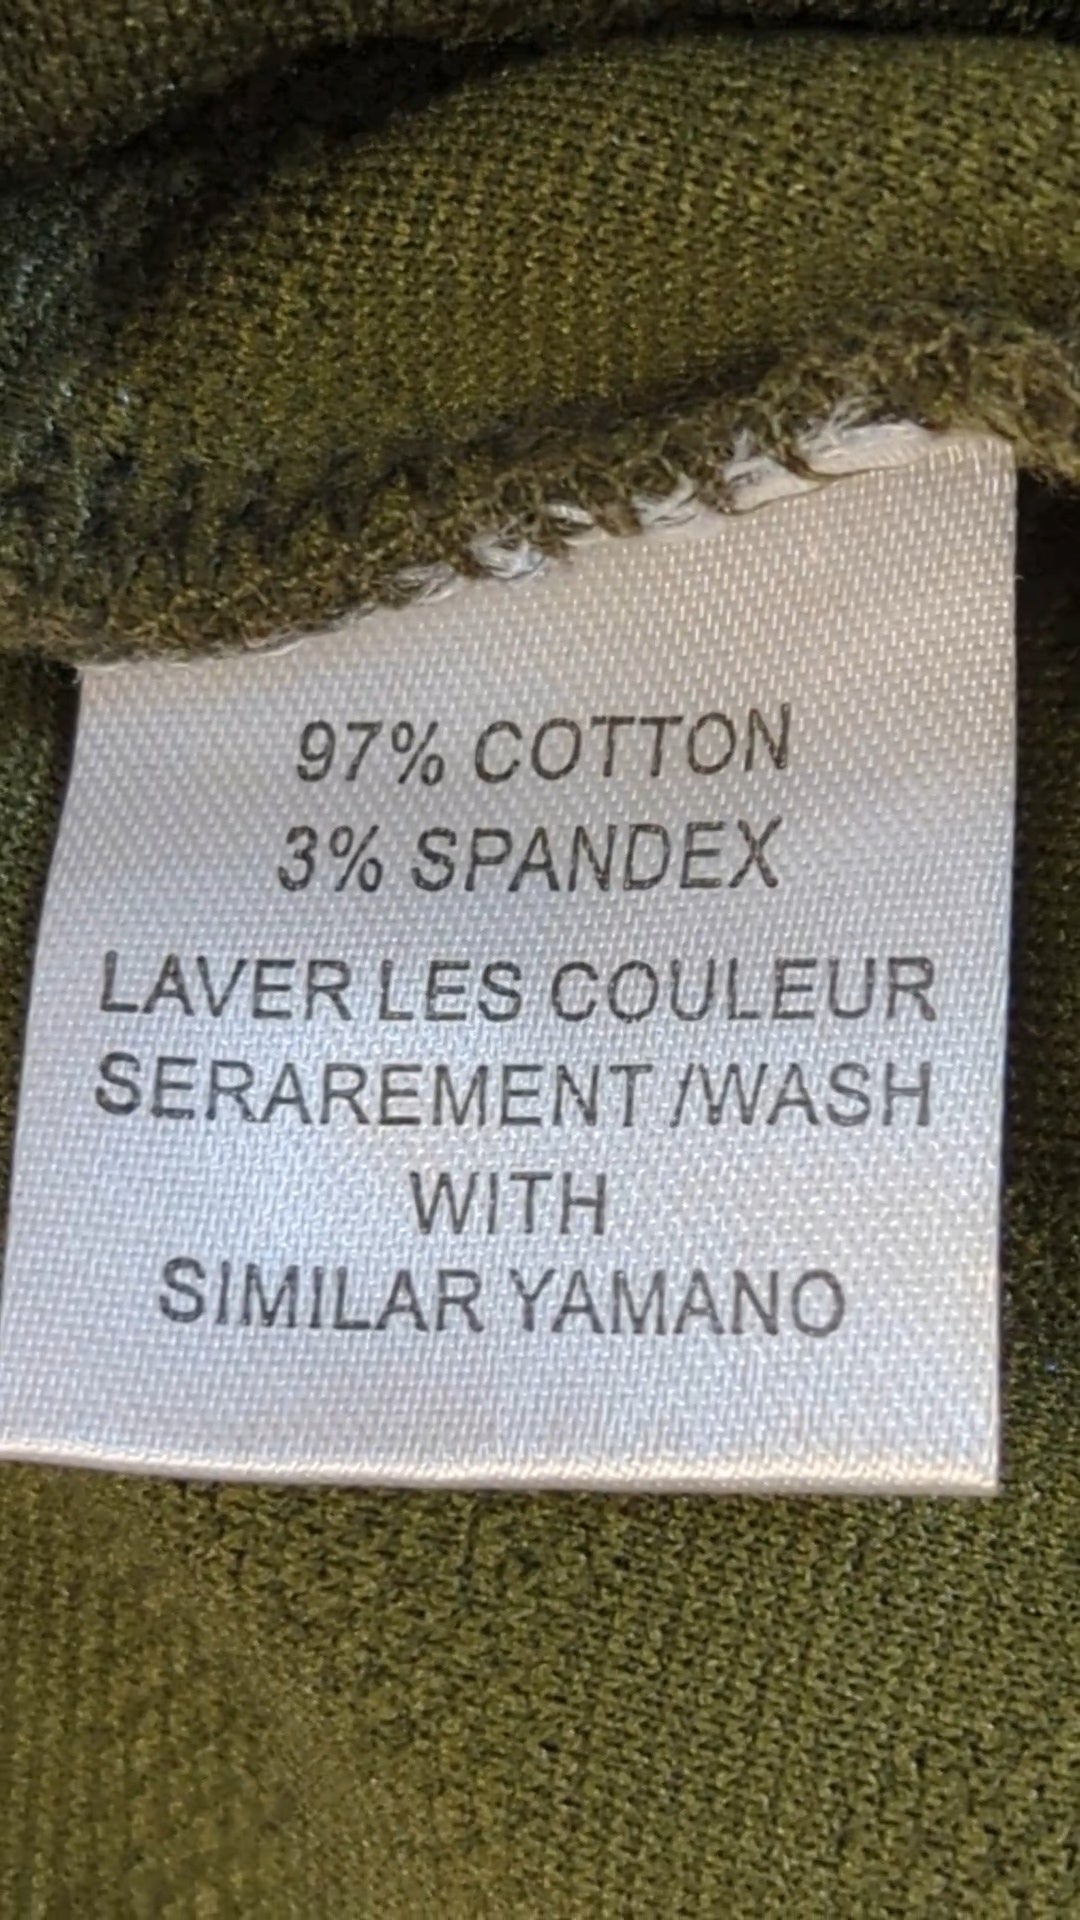 97% COTTON
3% SPANDEX
LAVER LES COULEUR
SERAREMENT /WASH
WITH
SIMILAR YAMANO